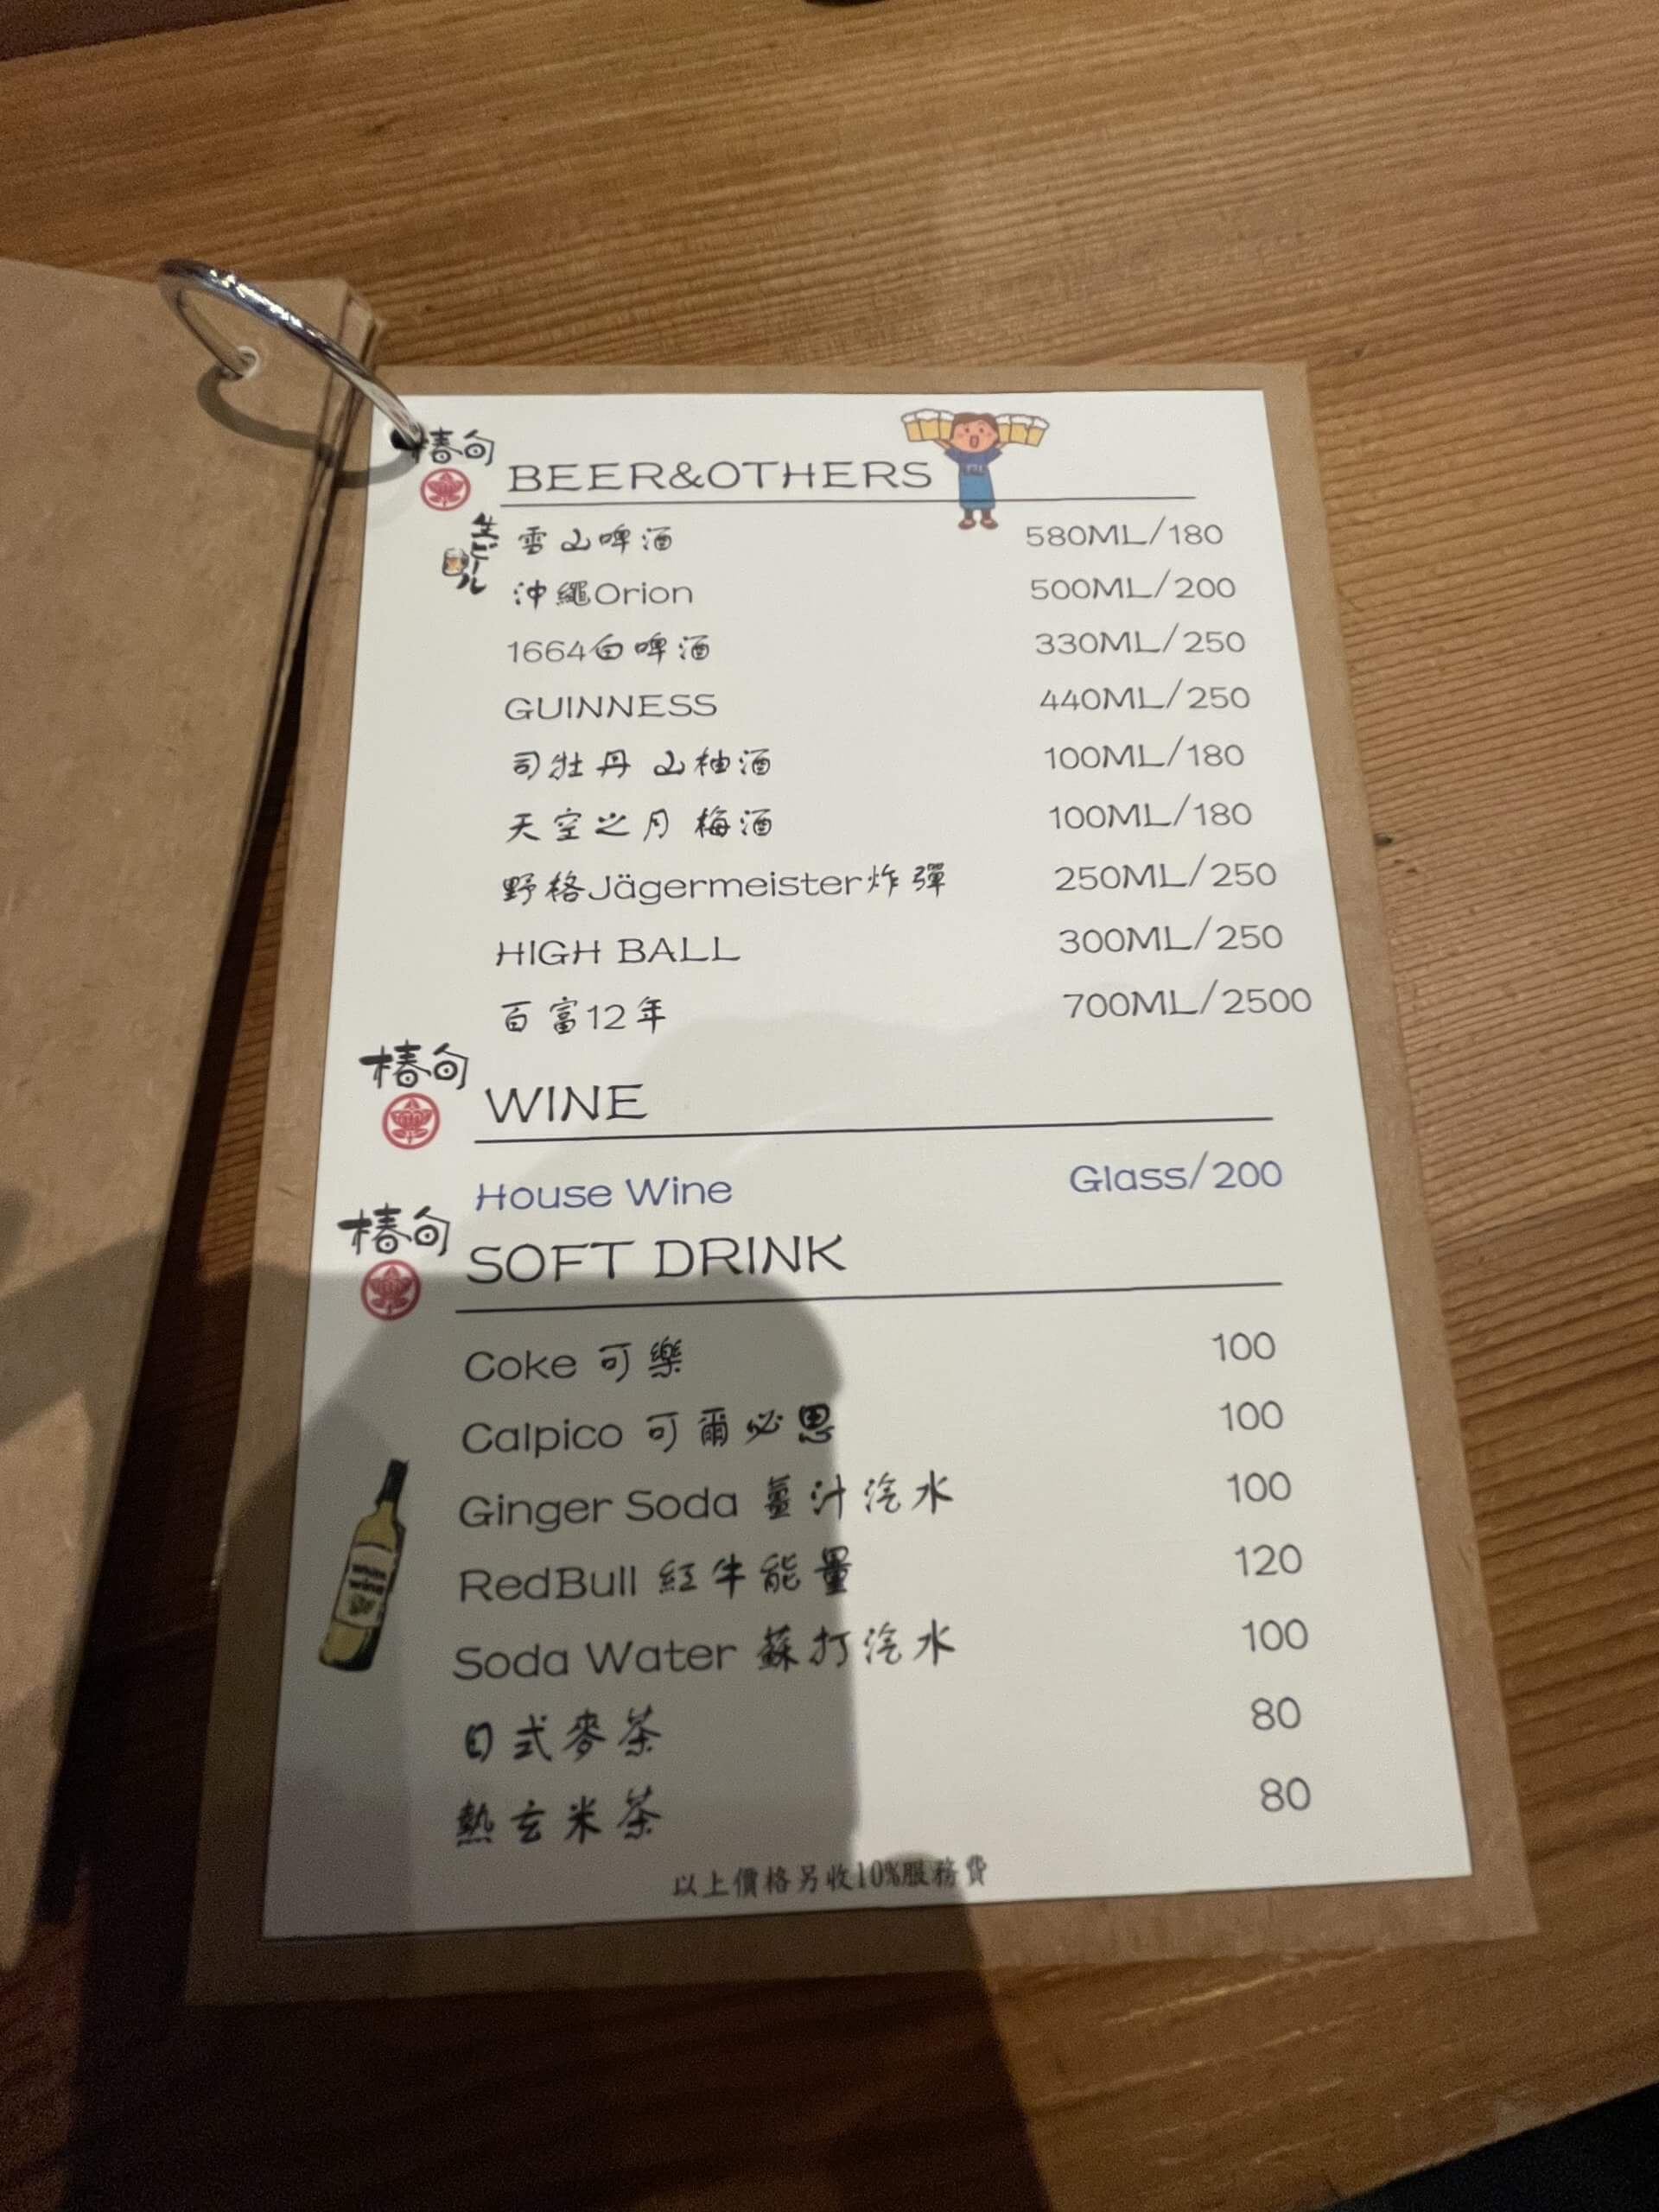 椿旬
BEER&OTHERS
生ビール
雪山啤酒 580ML/180
沖繩Orion 500ML/200
1664白啤酒 330ML/250
GUINNESS 440ML/250
司牡丹 山柚酒 100ML/180
天空之月 梅酒 100ML/180
野格Jägermeister炸彈 250ML/250
HIGH BALL 300ML/250
百富12年 700ML/2500
椿旬
WINE
House Wine Glass/200
椿旬
SOFT DRINK
Coke 可樂 100
Calpico 可爾必思 100
Ginger Soda 薑汁汽水 100
RedBull 紅牛能量 120
Soda Water 蘇打汽水 100
日式麥茶 80
熱玄米茶 80
以上價格另收10%服務費